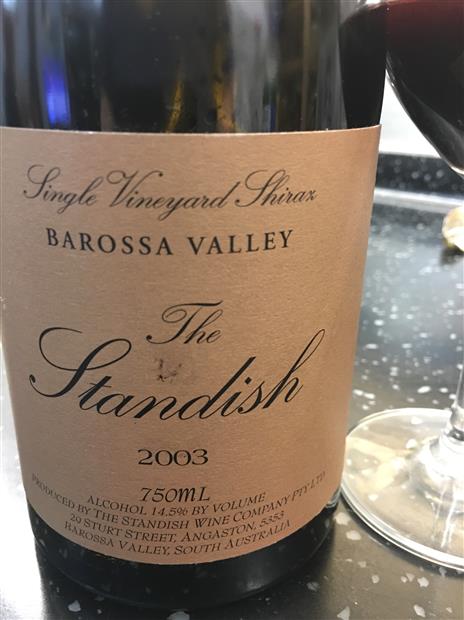 Single Vineyard Shiraz
BAROSSA VALLEY
The
Standish
2003
750mL
ALCOHOL 14.5% BY VOLUME
PRODUCED BY THE STANDISH WINE COMPANY PTY LTD
29 STURT STREET, ANGASTON, 5353
BAROSSA VALLEY, SOUTH AUSTRALIA